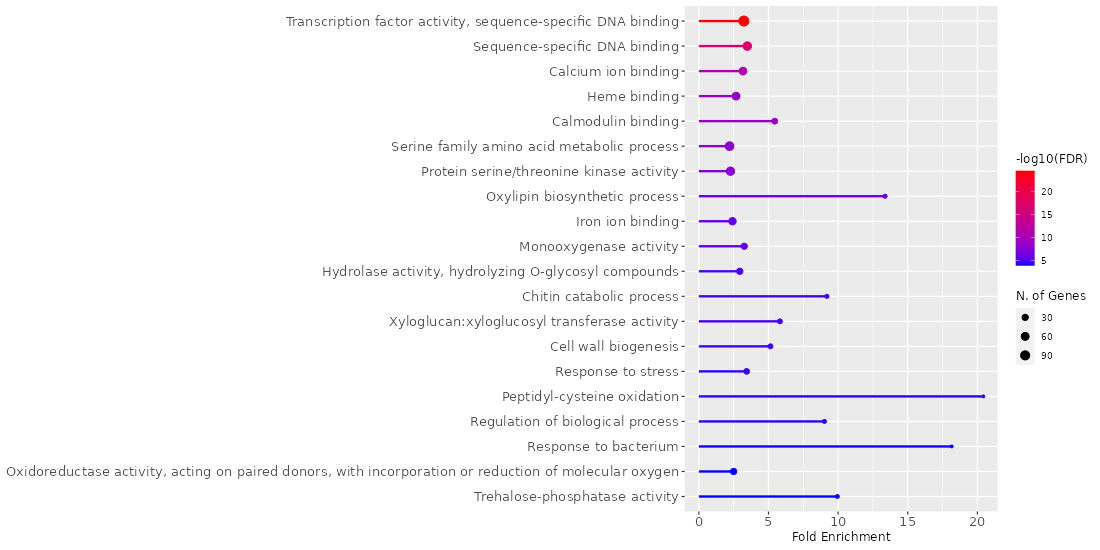 Transcription factor activity, sequence-specific DNA binding
Sequence-specific DNA binding
Calcium ion binding
Heme binding
Calmodulin binding
Serine family amino acid metabolic process
Protein serine/threonine kinase activity
Oxylipin biosynthetic process
Iron ion binding
Monooxygenase activity
Hydrolase activity, hydrolyzing O-glycosyl compounds
Chitin catabolic process
Xyloglucan:xyloglucosyl transferase activity
Cell wall biogenesis
Response to stress
Peptidyl-cysteine oxidation
Regulation of biological process
Response to bacterium
Oxidoreductase activity, acting on paired donors, with incorporation or reduction of molecular oxygen
Trehalose-phosphatase activity
0 5 10 15 20
Fold Enrichment
-log10(FDR)
20
15
10
5
N. of Genes
30
60
90